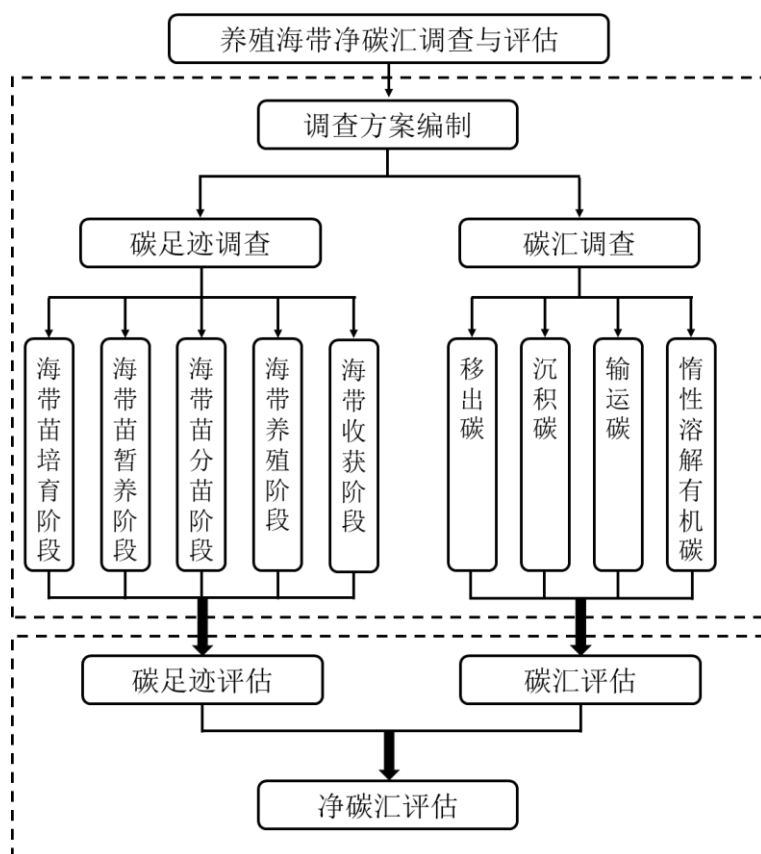 养殖海带净碳汇调查与评估
调查方案编制
碳足迹调查
碳汇调查
海带苗培育阶段
海带苗暂养阶段
海带苗分苗阶段
海带养殖阶段
海带收获阶段
移出碳
沉积碳
输运碳
惰性溶解有机碳
碳足迹评估
碳汇评估
净碳汇评估